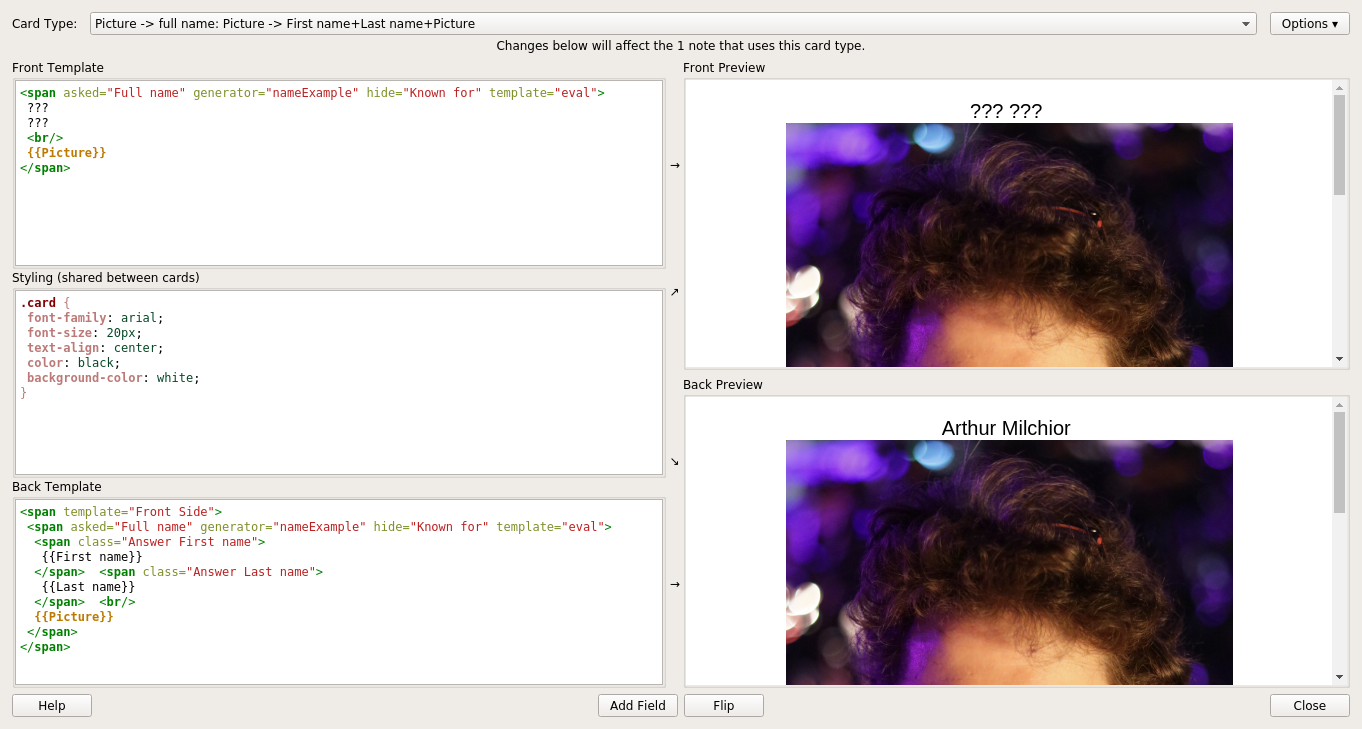 Card Type: Picture -> full name: Picture -> First name+Last name+Picture Options ▾
Changes below will affect the 1 note that uses this card type.
Front Template
<span asked="Full name" generator="nameExample" hide="Known for" template="eval">
???
???
<br/>
{{Picture}}
</span>
Styling (shared between cards)
.card {
font-family: arial;
font-size: 20px;
text-align: center;
color: black;
background-color: white;
}
Back Template
<span template="Front Side">
<span asked="Full name" generator="nameExample" hide="Known for" template="eval">
<span class="Answer First name">
{{First name}}
</span>  <span class="Answer Last name">
{{Last name}}
</span>  <br/>
{{Picture}}
</span>
</span>
→
↗
↘
→
Front Preview
??? ???
Back Preview
Arthur Milchior
Help Add Field Flip Close